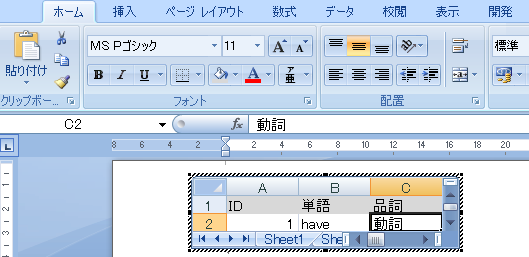 ホーム 挿入 ページ レイアウト 数式 データ 校閲 表示 開発
貼り付け MS Pゴシック 11 A A 標準
B I U A ア亜 %
クリップボー... フォント 配置
C2 fx 動詞
L 8 6 4 2 2 4 6 8 10 12 14 16 18 20
A B C
1 ID 単語 品詞
2 1 have 動詞
Sheet1 She